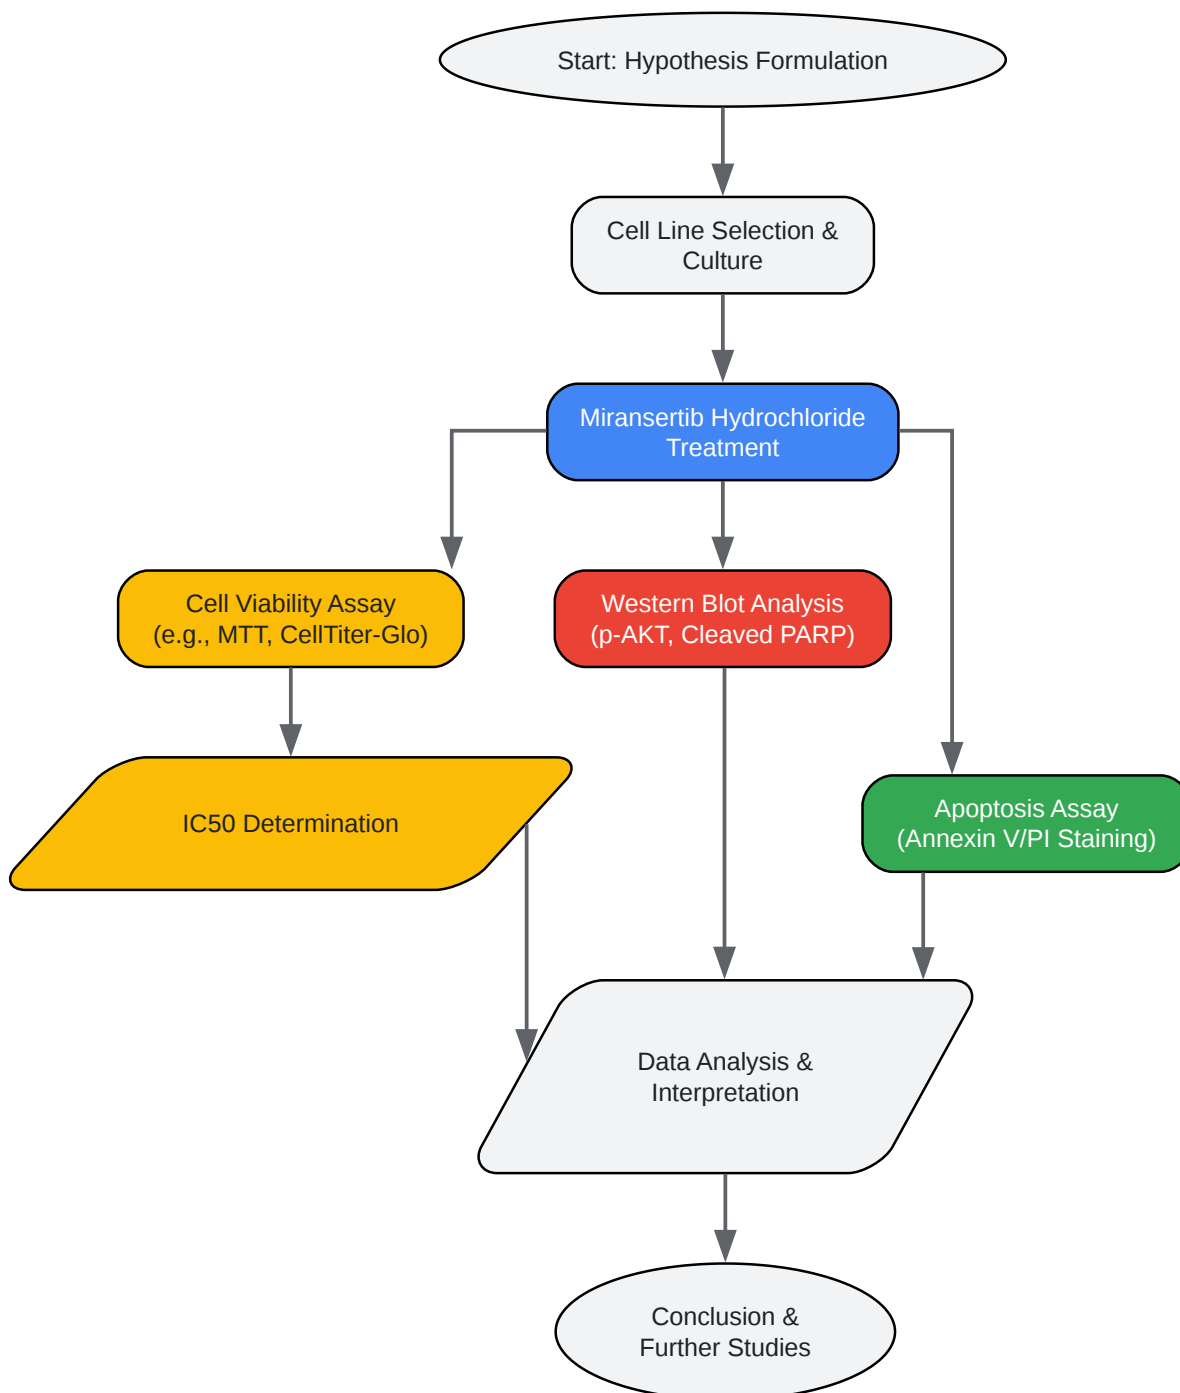 Start: Hypothesis Formulation
Cell Line Selection &
Culture
Miransertib Hydrochloride
Treatment
Cell Viability Assay
(e.g., MTT, CellTiter-Glo)
Western Blot Analysis
(p-AKT, Cleaved PARP)
IC50 Determination
Apoptosis Assay
(Annexin V/PI Staining)
Data Analysis &
Interpretation
Conclusion &
Further Studies